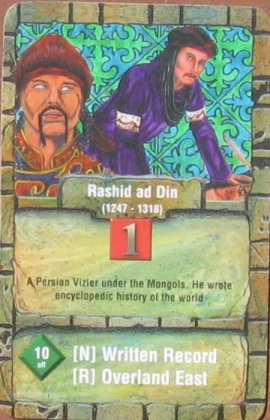 Rashid ad Din
(1247 - 1318)
1
A Persian Vizier under the Mongols. He wrote
encyclopedic history of the world
10
off
[N] Written Record
[R] Overland East